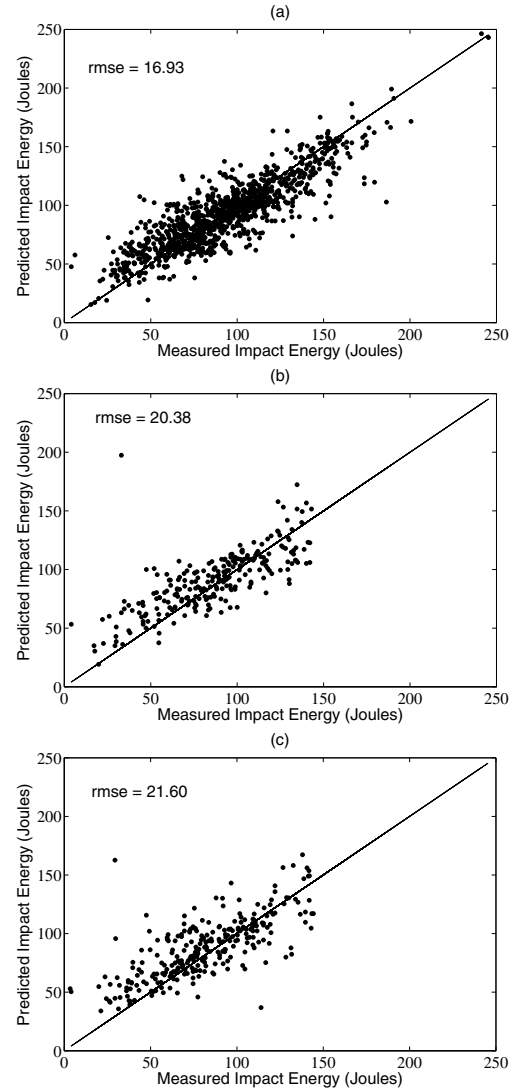 (a)
250
200
150
100
50
0
Predicted Impact Energy (Joules)
rmse = 16.93
0 50 100 150 200 250
Measured Impact Energy (Joules)
(b)
250
200
150
100
50
0
Predicted Impact Energy (Joules)
rmse = 20.38
0 50 100 150 200 250
Measured Impact Energy (Joules)
(c)
250
200
150
100
50
0
Predicted Impact Energy (Joules)
rmse = 21.60
0 50 100 150 200 250
Measured Impact Energy (Joules)